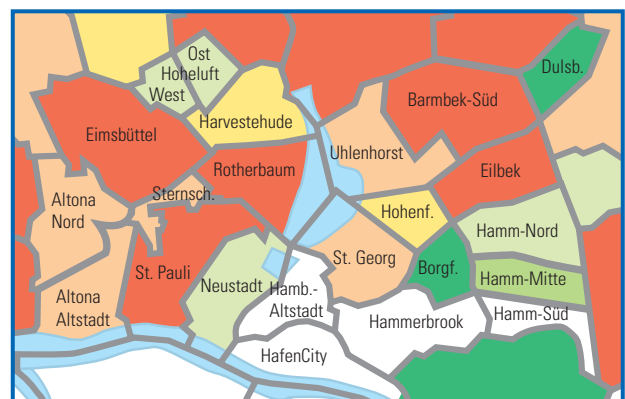 Ost
Hoheluft
West
Dulsb.
Barmbek-Süd
Harvestehude
Eimsbüttel
Uhlenhorst
Rotherbaum
Eilbek
Sternsch.
Altona
Nord
Hohenf.
Hamm-Nord
St. Georg
Borgf.
St. Pauli
Neustadt
Hamm-Mitte
Hamb.-
Altstadt
Altona
Altstadt
Hammerbrook
Hamm-Süd
HafenCity